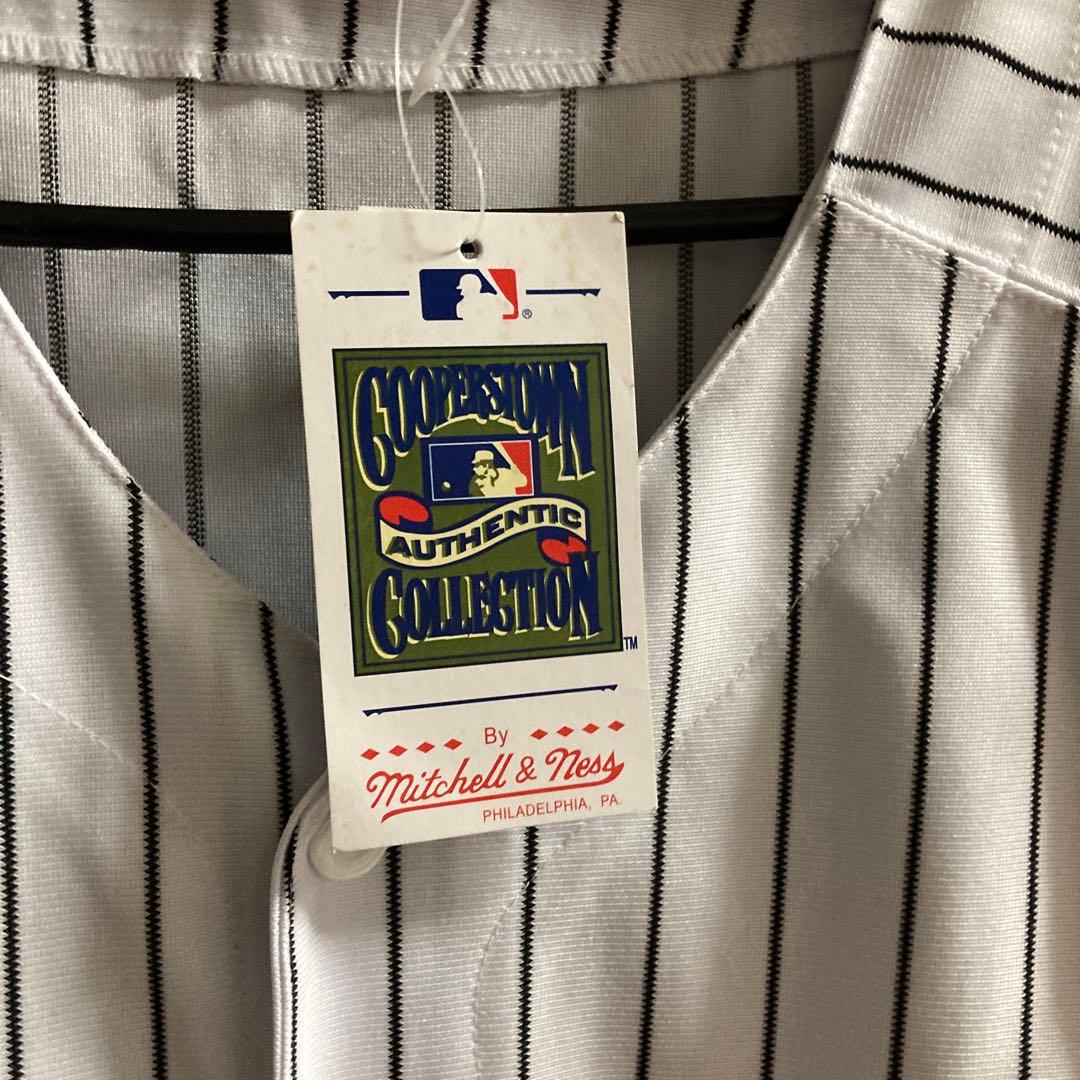 ®
COOPERSTOWN
AUTHENTIC
COLLECTION
TM
By
Mitchell & Ness
PHILADELPHIA, PA.